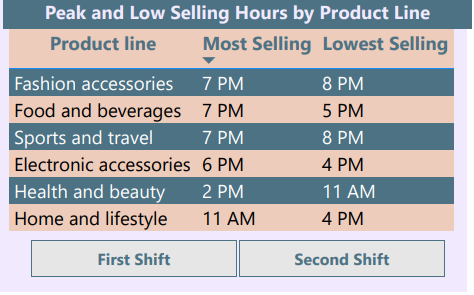 Peak and Low Selling Hours by Product Line
Product line Most Selling Lowest Selling
Fashion accessories 7 PM 8 PM
Food and beverages 7 PM 5 PM
Sports and travel 7 PM 8 PM
Electronic accessories 6 PM 4 PM
Health and beauty 2 PM 11 AM
Home and lifestyle 11 AM 4 PM
First Shift Second Shift